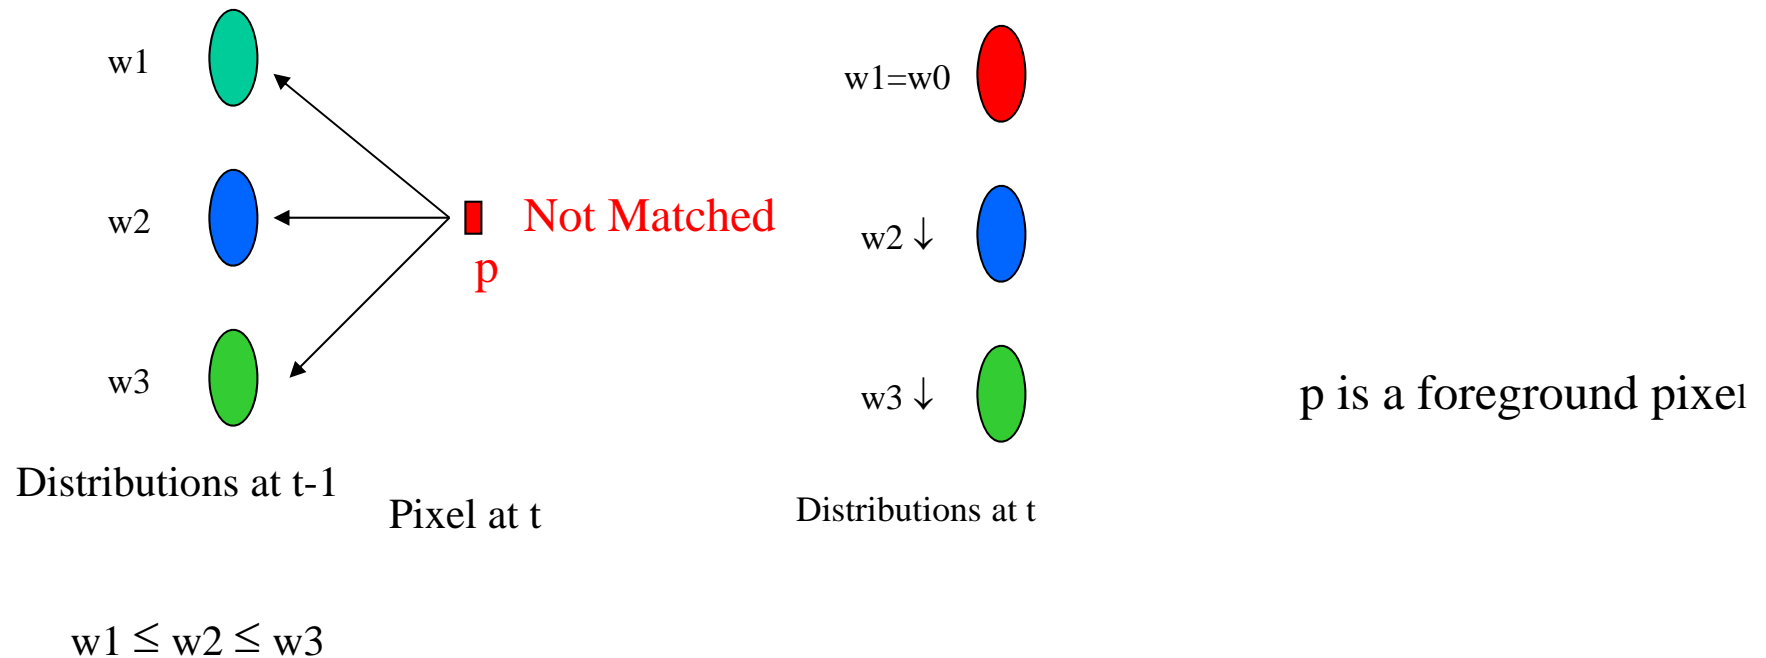 w1
w2
w3
Distributions at t-1
Not Matched
p
Pixel at t
w1=w0
w2 ↓
w3 ↓
Distributions at t
p is a foreground pixel
w1 ≤ w2 ≤ w3